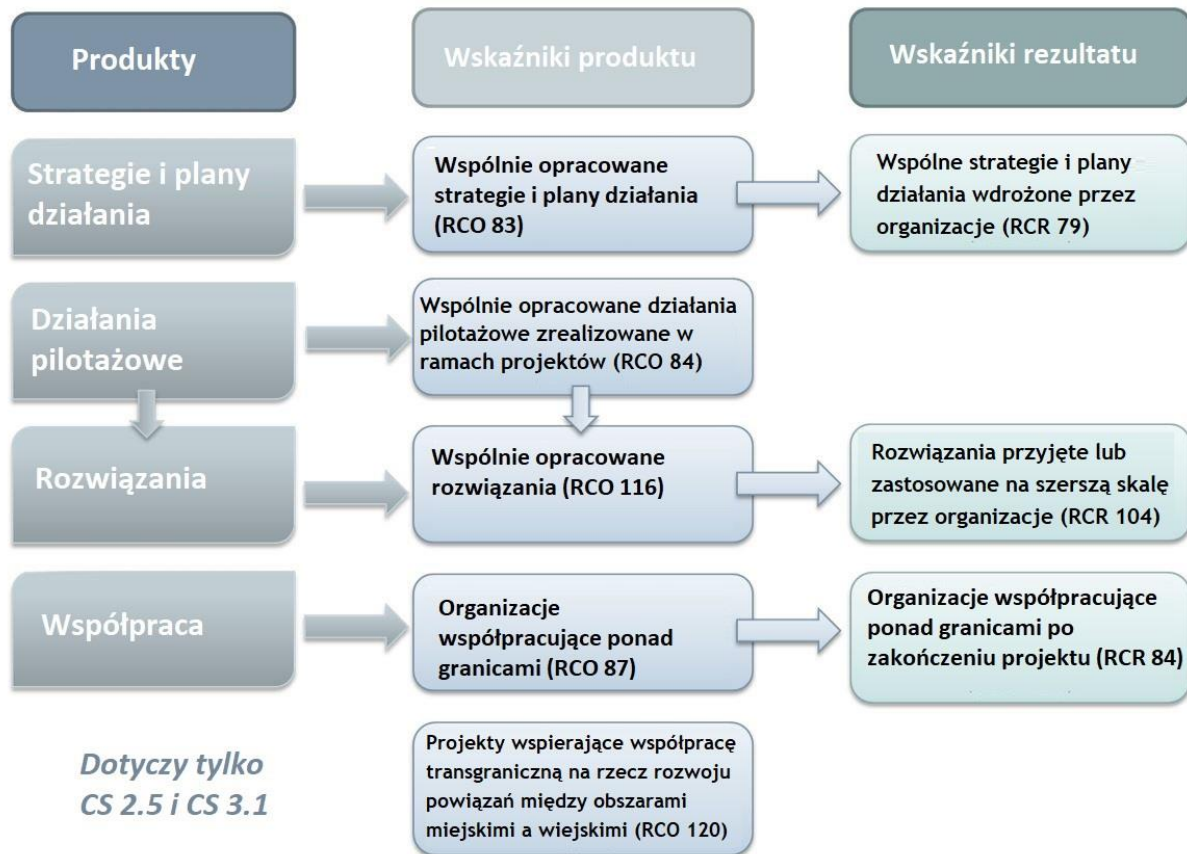 Produkty
Wskaźniki produktu
Wskaźniki rezultatu
Strategie i plany
działania
Wspólnie opracowane
strategie i plany działania
(RCO 83)
Wspólne strategie i plany
działania wdrożone przez
organizacje (RCR 79)
Działania
pilotażowe
Wspólnie opracowane działania
pilotażowe zrealizowane w
ramach projektów (RCO 84)
Rozwiązania
Wspólnie opracowane
rozwiązania (RCO 116)
Rozwiązania przyjęte lub
zastosowane na szerszą skalę
przez organizacje (RCR 104)
Współpraca
Organizacje
współpracujące ponad
granicami (RCO 87)
Organizacje współpracujące
ponad granicami po
zakończeniu projektu (RCR 84)
Dotyczy tylko
CS 2.5 i CS 3.1
Projekty wspierające współpracę
transgraniczną na rzecz rozwoju
powiązań między obszarami
miejskimi a wiejskimi (RCO 120)